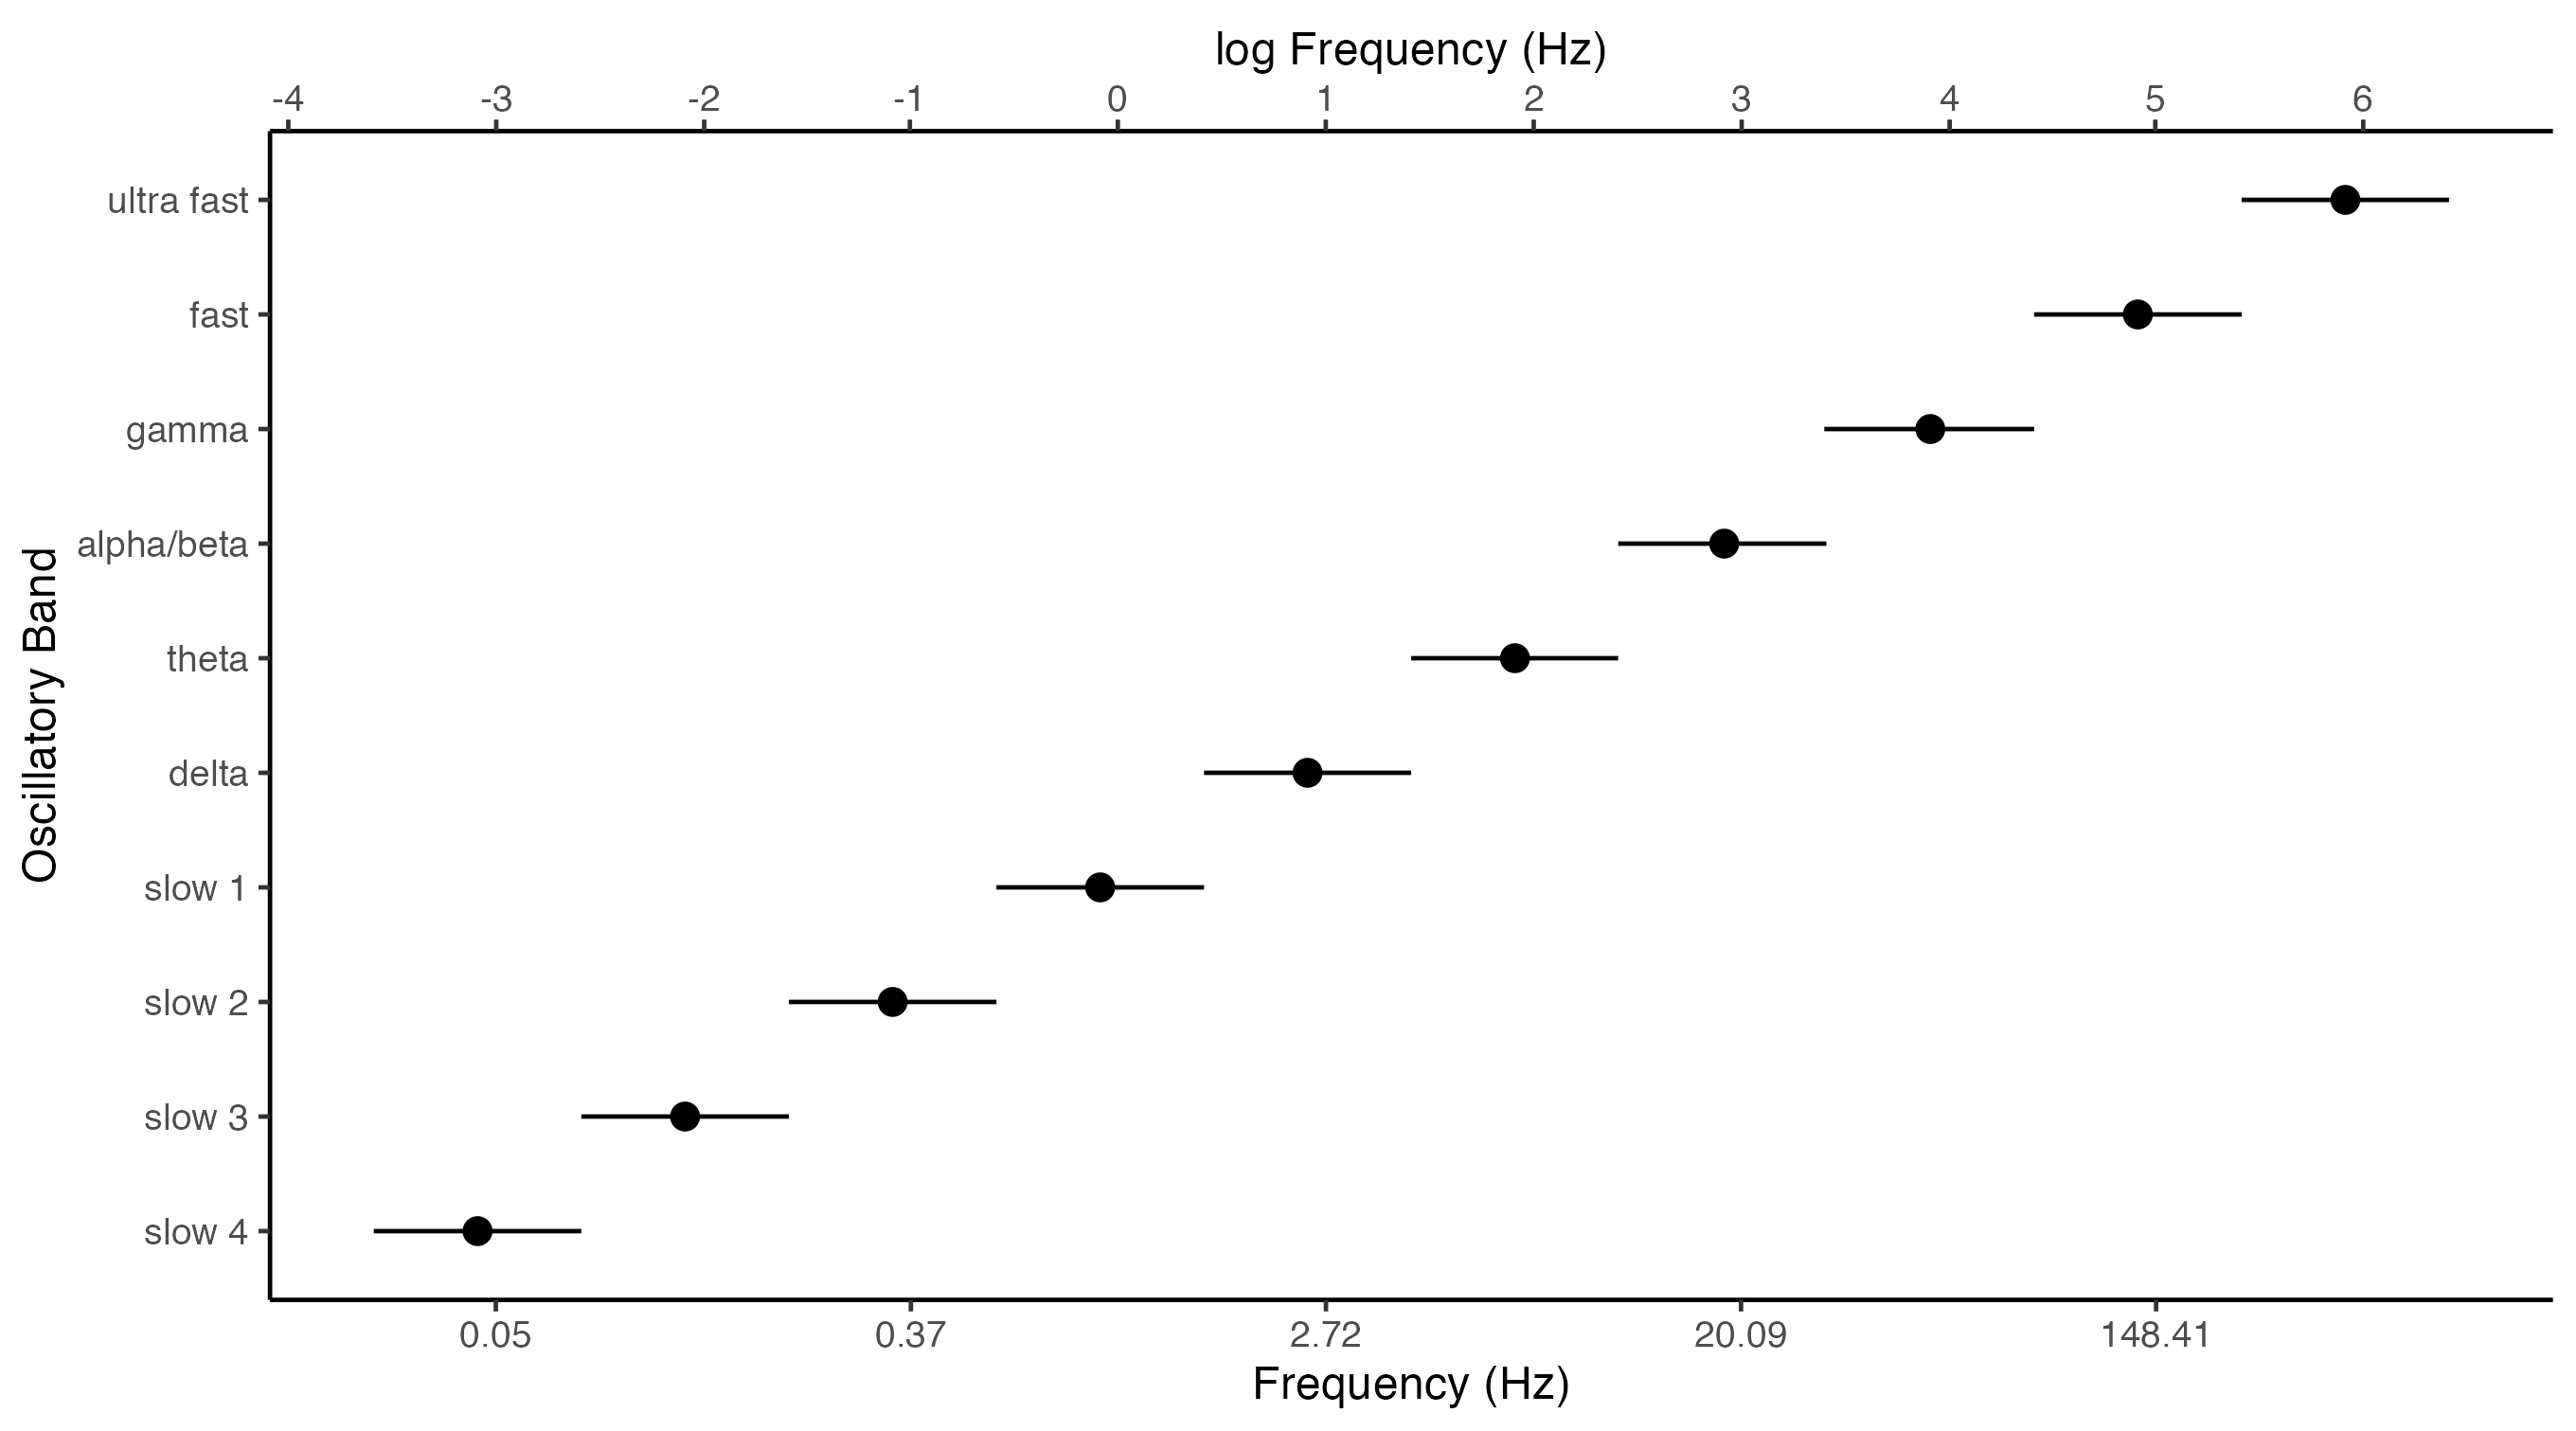 log Frequency (Hz)
-4 -3 -2 -1 0 1 2 3 4 5 6
ultra fast
fast
gamma
alpha/beta
theta
delta
slow 1
slow 2
slow 3
slow 4
Oscillatory Band
0.05 0.37 2.72 20.09 148.41
Frequency (Hz)